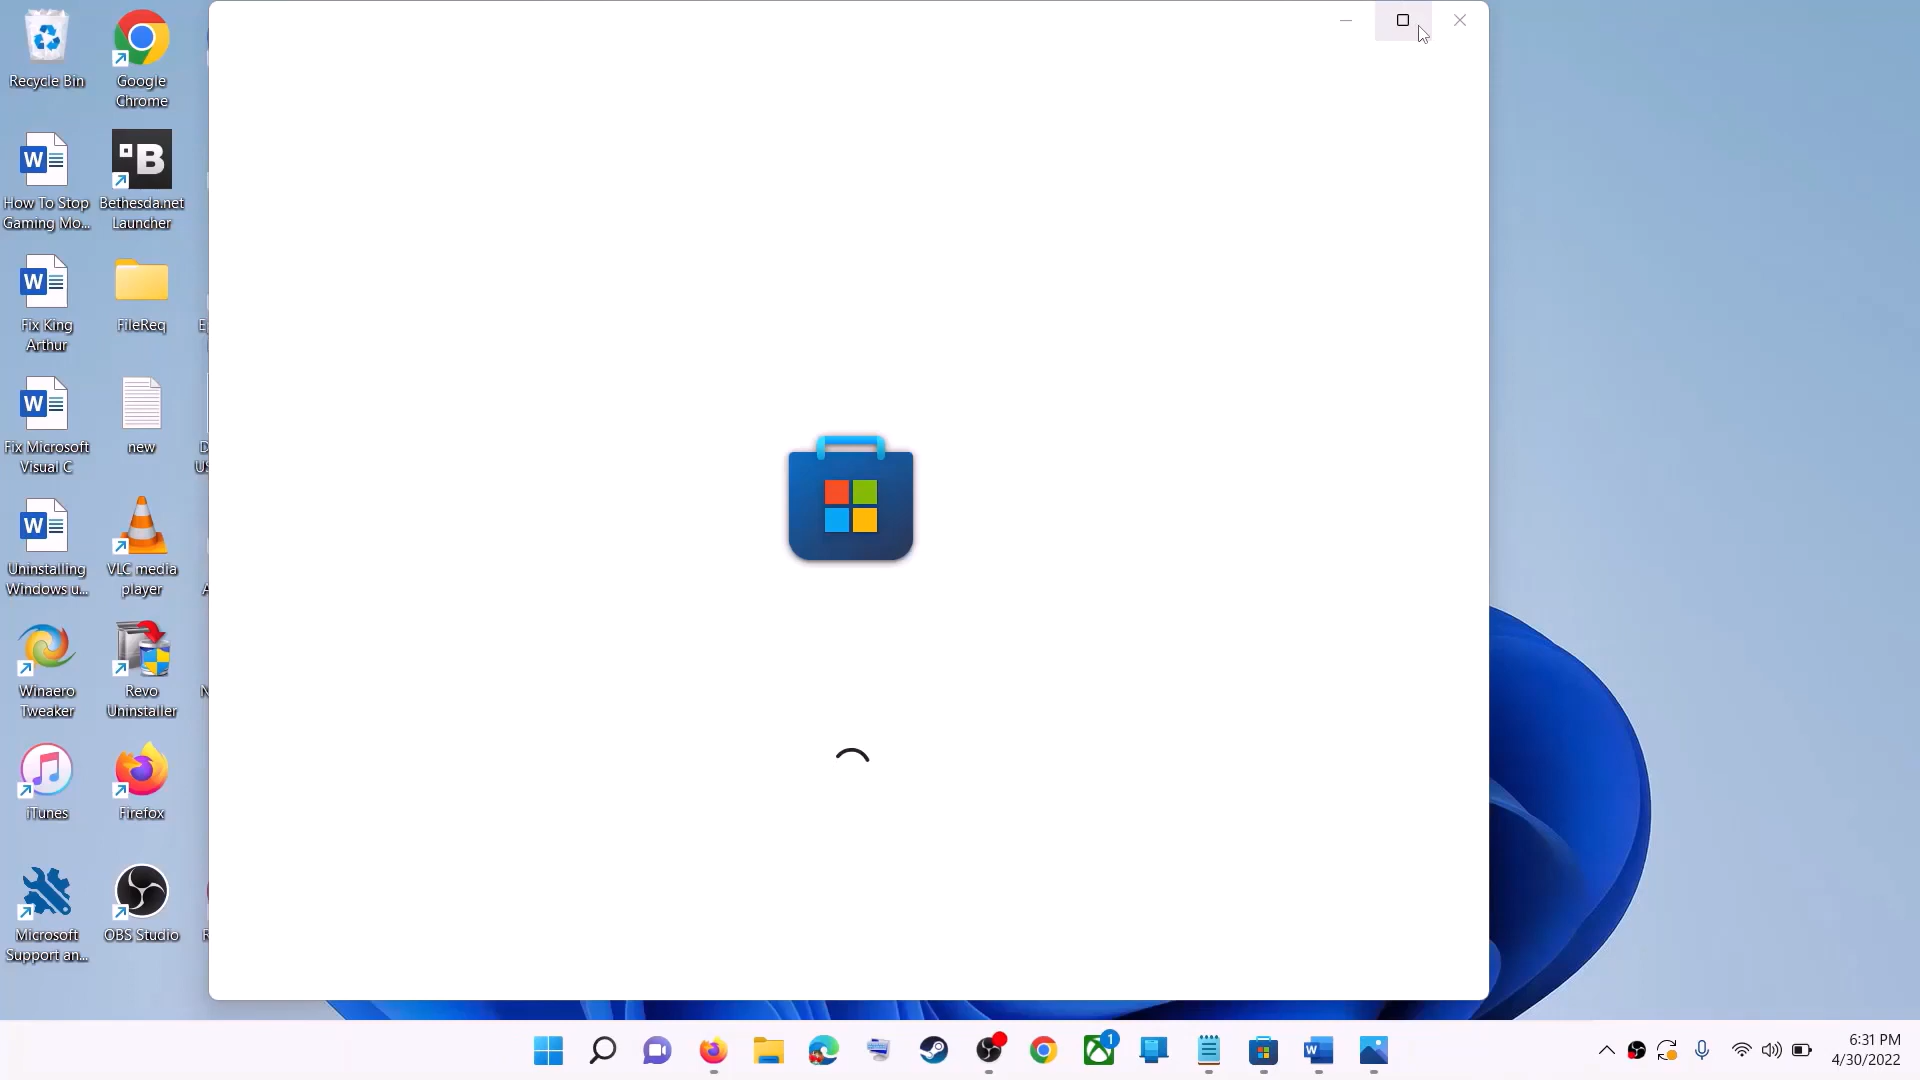 Recycle Bin
Google
Chrome
How To Stop
Gaming Mo...
Bethesda.net
Launcher
Fix King
Arthur
FileReq
Fix Microsoft
Visual C
new
Uninstalling
Windows u...
VLC media
player
Winaero
Tweaker
Revo
Uninstaller
iTunes
Firefox
Microsoft
Support an...
OBS Studio
1
6:31 PM
4/30/2022